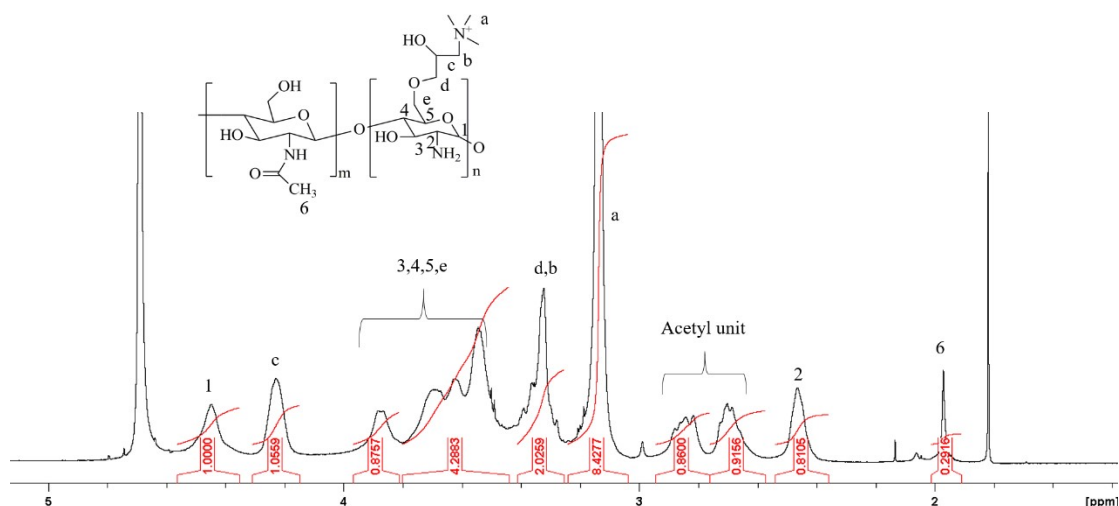 a
N+
HO
b
c
d
O
OH
e
4
5
O
O
1
HO
O
HO
2
O
NH
3
NH2
m
n
O
CH3
6
a
3,4,5,e
d,b
Acetyl unit
6
c
1
2
1.0000
1.0559
0.8757
4.2883
2.0259
8.4277
0.8600
0.9156
0.8105
0.2916
5
4
3
2
[ppm]